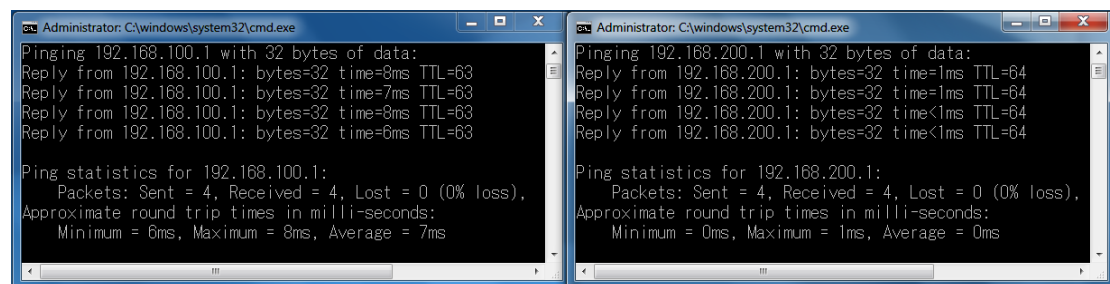 Administrator: C:\windows\system32\cmd.exe
Pinging 192.168.100.1 with 32 bytes of data:
Reply from 192.168.100.1: bytes=32 time=8ms TTL=63
Reply from 192.168.100.1: bytes=32 time=7ms TTL=63
Reply from 192.168.100.1: bytes=32 time=8ms TTL=63
Reply from 192.168.100.1: bytes=32 time=6ms TTL=63
Ping statistics for 192.168.100.1:
Packets: Sent = 4, Received = 4, Lost = 0 (0% loss),
Approximate round trip times in milli-seconds:
Minimum = 6ms, Maximum = 8ms, Average = 7ms
Administrator: C:\windows\system32\cmd.exe
Pinging 192.168.200.1 with 32 bytes of data:
Reply from 192.168.200.1: bytes=32 time=1ms TTL=64
Reply from 192.168.200.1: bytes=32 time=1ms TTL=64
Reply from 192.168.200.1: bytes=32 time<1ms TTL=64
Reply from 192.168.200.1: bytes=32 time<1ms TTL=64
Ping statistics for 192.168.200.1:
Packets: Sent = 4, Received = 4, Lost = 0 (0% loss),
Approximate round trip times in milli-seconds:
Minimum = 0ms, Maximum = 1ms, Average = 0ms